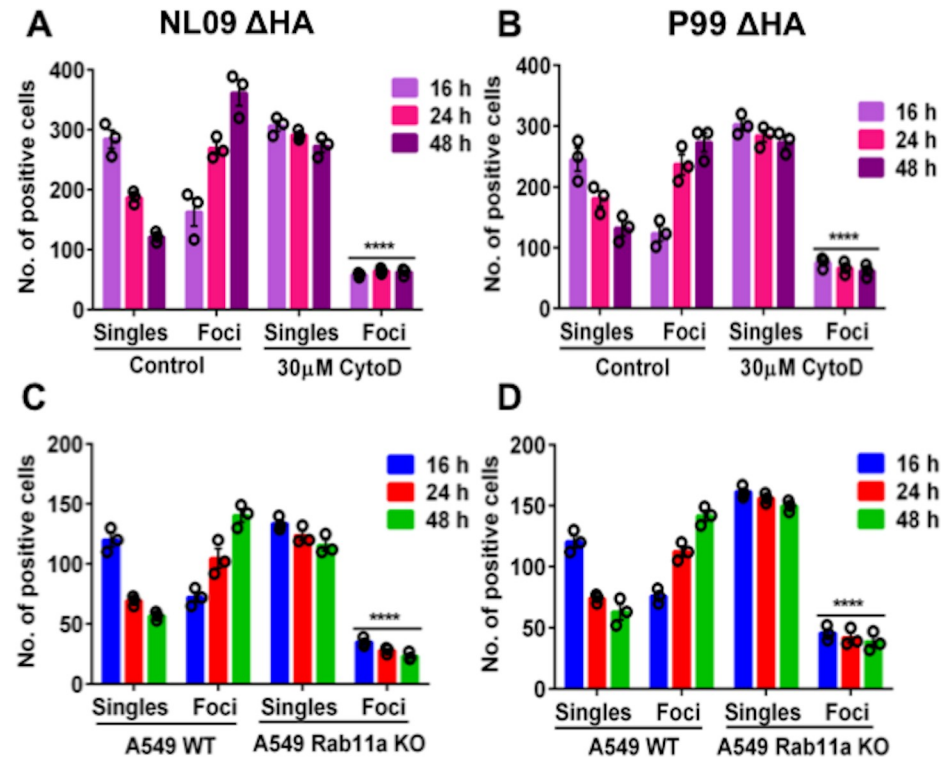 A
NL09 ΔHA
No. of positive cells
400
300
200
100
0
16 h
24 h
48 h
****
Singles Foci Singles Foci
Control 30μM CytoD
B
P99 ΔHA
No. of positive cells
400
300
200
100
0
16 h
24 h
48 h
****
Singles Foci Singles Foci
Control 30μM CytoD
C
No. of positive cells
200
150
100
50
0
16 h
24 h
48 h
****
Singles Foci Singles Foci
A549 WT A549 Rab11a KO
D
No. of positive cells
200
150
100
50
0
16 h
24 h
48 h
****
Singles Foci Singles Foci
A549 WT A549 Rab11a KO